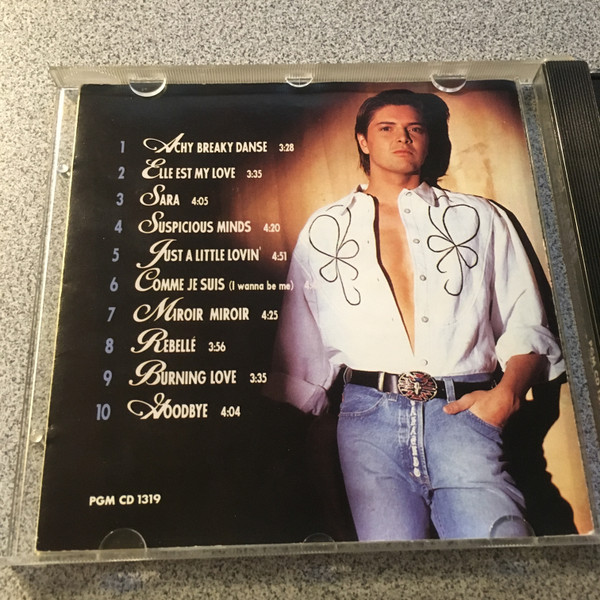 1 ACHY BREAKY DANSE 3:28
2 ELLE EST MY LOVE 3:35
3 SARA 4:05
4 SUSPICIOUS MINDS 4:20
5 JUST A LITTLE LOVIN' 4:51
6 COMME JE SUIS (I wanna be me)
7 MIROIR MIROIR 4:25
8 REBELLE 3:56
9 BURNING LOVE 3:35
10 GOODBYE 4:04
PGM CD 1319